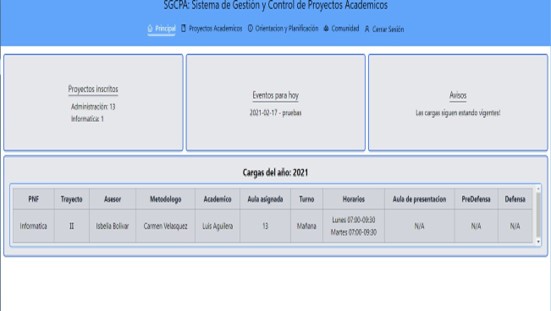 SGCPA: Sistema de Gestión y Control de Proyectos Academicos
Principal Proyectos Academicos Orientacion y Planificación Comunidad Cerrar Sesión
Proyectos inscritos
Administración: 13
Informatica: 1
Eventos para hoy
2021-02-17 - pruebas
Avisos
Las cargas siguen estando vigentes!
Cargas del año: 2021
PNF Trayecto Asesor Metodologo Academico Aula asignada Turno Horarios Aula de presentacion PreDefensa Defensa
Informatica II Isbelia Bolivar Carmen Velasquez Luis Aguilera 13 Mañana Lunes 07:00-09:30 N/A N/A N/A
Martes 07:00-09:30